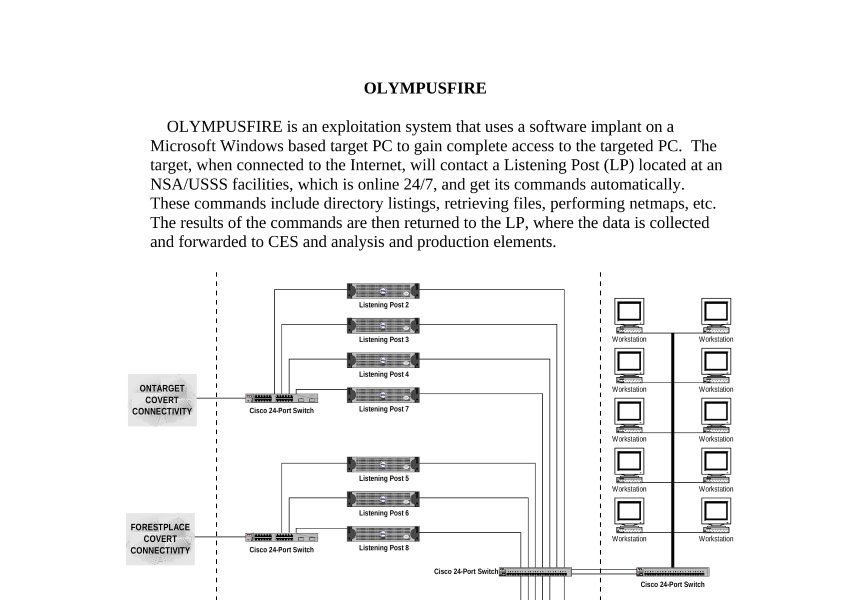 OLYMPUSFIRE
OLYMPUSFIRE is an exploitation system that uses a software implant on a
Microsoft Windows based target PC to gain complete access to the targeted PC.  The
target, when connected to the Internet, will contact a Listening Post (LP) located at an
NSA/USSS facilities, which is online 24/7, and get its commands automatically.
These commands include directory listings, retrieving files, performing netmaps, etc.
The results of the commands are then returned to the LP, where the data is collected
and forwarded to CES and analysis and production elements.
Listening Post 2
Listening Post 3
Listening Post 4
Listening Post 7
ONTARGET
COVERT
CONNECTIVITY
Cisco 24-Port Switch
Listening Post 5
Listening Post 6
Listening Post 8
FORESTPLACE
COVERT
CONNECTIVITY
Cisco 24-Port Switch
Cisco 24-Port Switch
Workstation
Workstation
Workstation
Workstation
Workstation
Workstation
Workstation
Workstation
Workstation
Workstation
Cisco 24-Port Switch